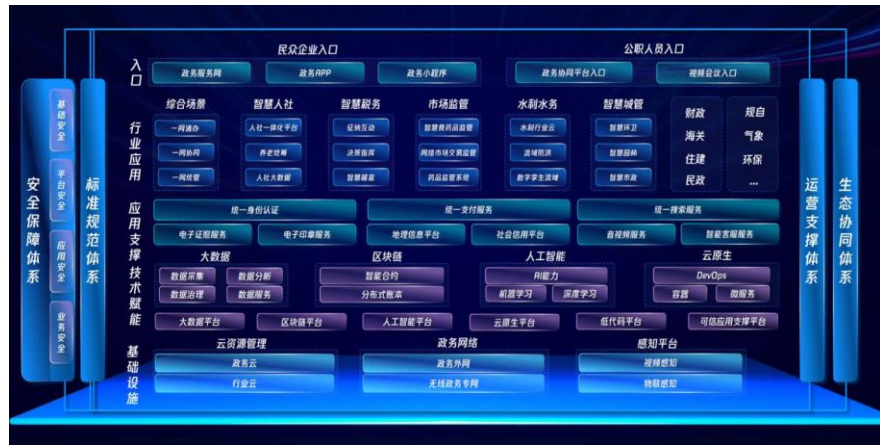 民众企业入口
公职人员入口
入口
政务服务网
政务APP
政务小程序
政务协同平台入口
视频会议入口
行业应用
综合场景
智慧人社
智慧税务
市场监管
水利水务
智慧城管
一网通办
人社一体化平台
征纳互动
智慧食药品监管
水利行业云
智慧环卫
一网协同
养老统筹
决策指挥
网络市场交易监管
流域防洪
智慧园林
一网统管
人社大数据
智慧稽查
药品监管系统
数字孪生流域
智慧市政
财政
规自
海关
气象
住建
环保
民政
...
应用支撑
统一身份认证
统一支付服务
统一搜索服务
电子证照服务
电子印章服务
地理信息平台
社会信用平台
音视频服务
智能客服服务
技术赋能
大数据
区块链
人工智能
云原生
数据采集
数据分析
智能合约
AI能力
DevOps
数据治理
数据服务
分布式账本
机器学习
深度学习
容器
微服务
大数据平台
区块链平台
人工智能平台
云原生平台
低代码平台
可信应用支撑平台
基础设施
云资源管理
政务网络
感知平台
政务云
政务外网
视频感知
行业云
无线政务专网
物联感知
安全保障体系
基础安全
平台安全
应用安全
业务安全
标准规范体系
运营支撑体系
生态协同体系